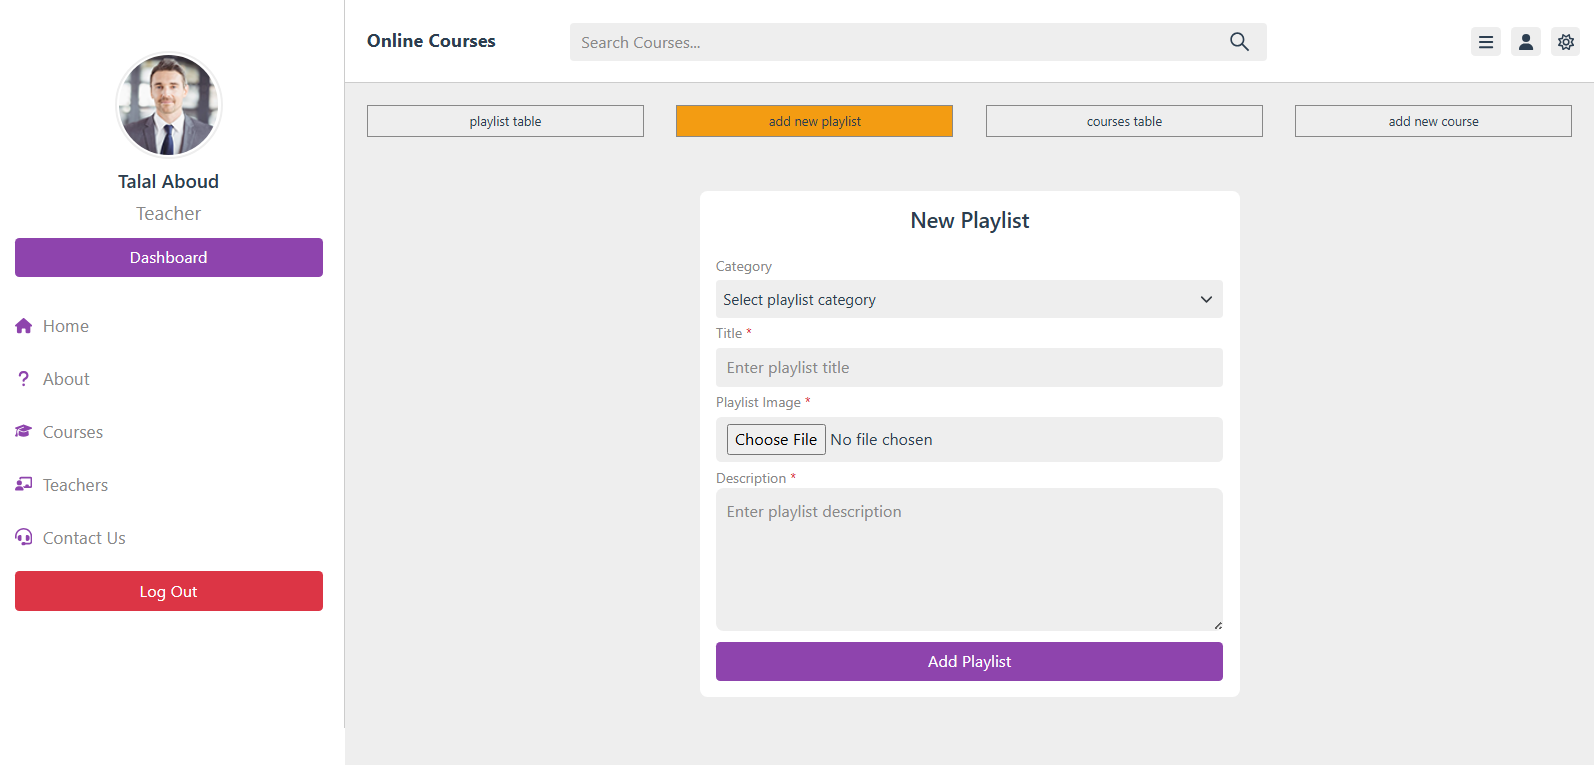 Talal Aboud
Teacher
Dashboard
Home
About
Courses
Teachers
Contact Us
Log Out
Online Courses
Search Courses...
playlist table
add new playlist
courses table
add new course
New Playlist
Category
Select playlist category
Title *
Enter playlist title
Playlist Image *
Choose File No file chosen
Description *
Enter playlist description
Add Playlist